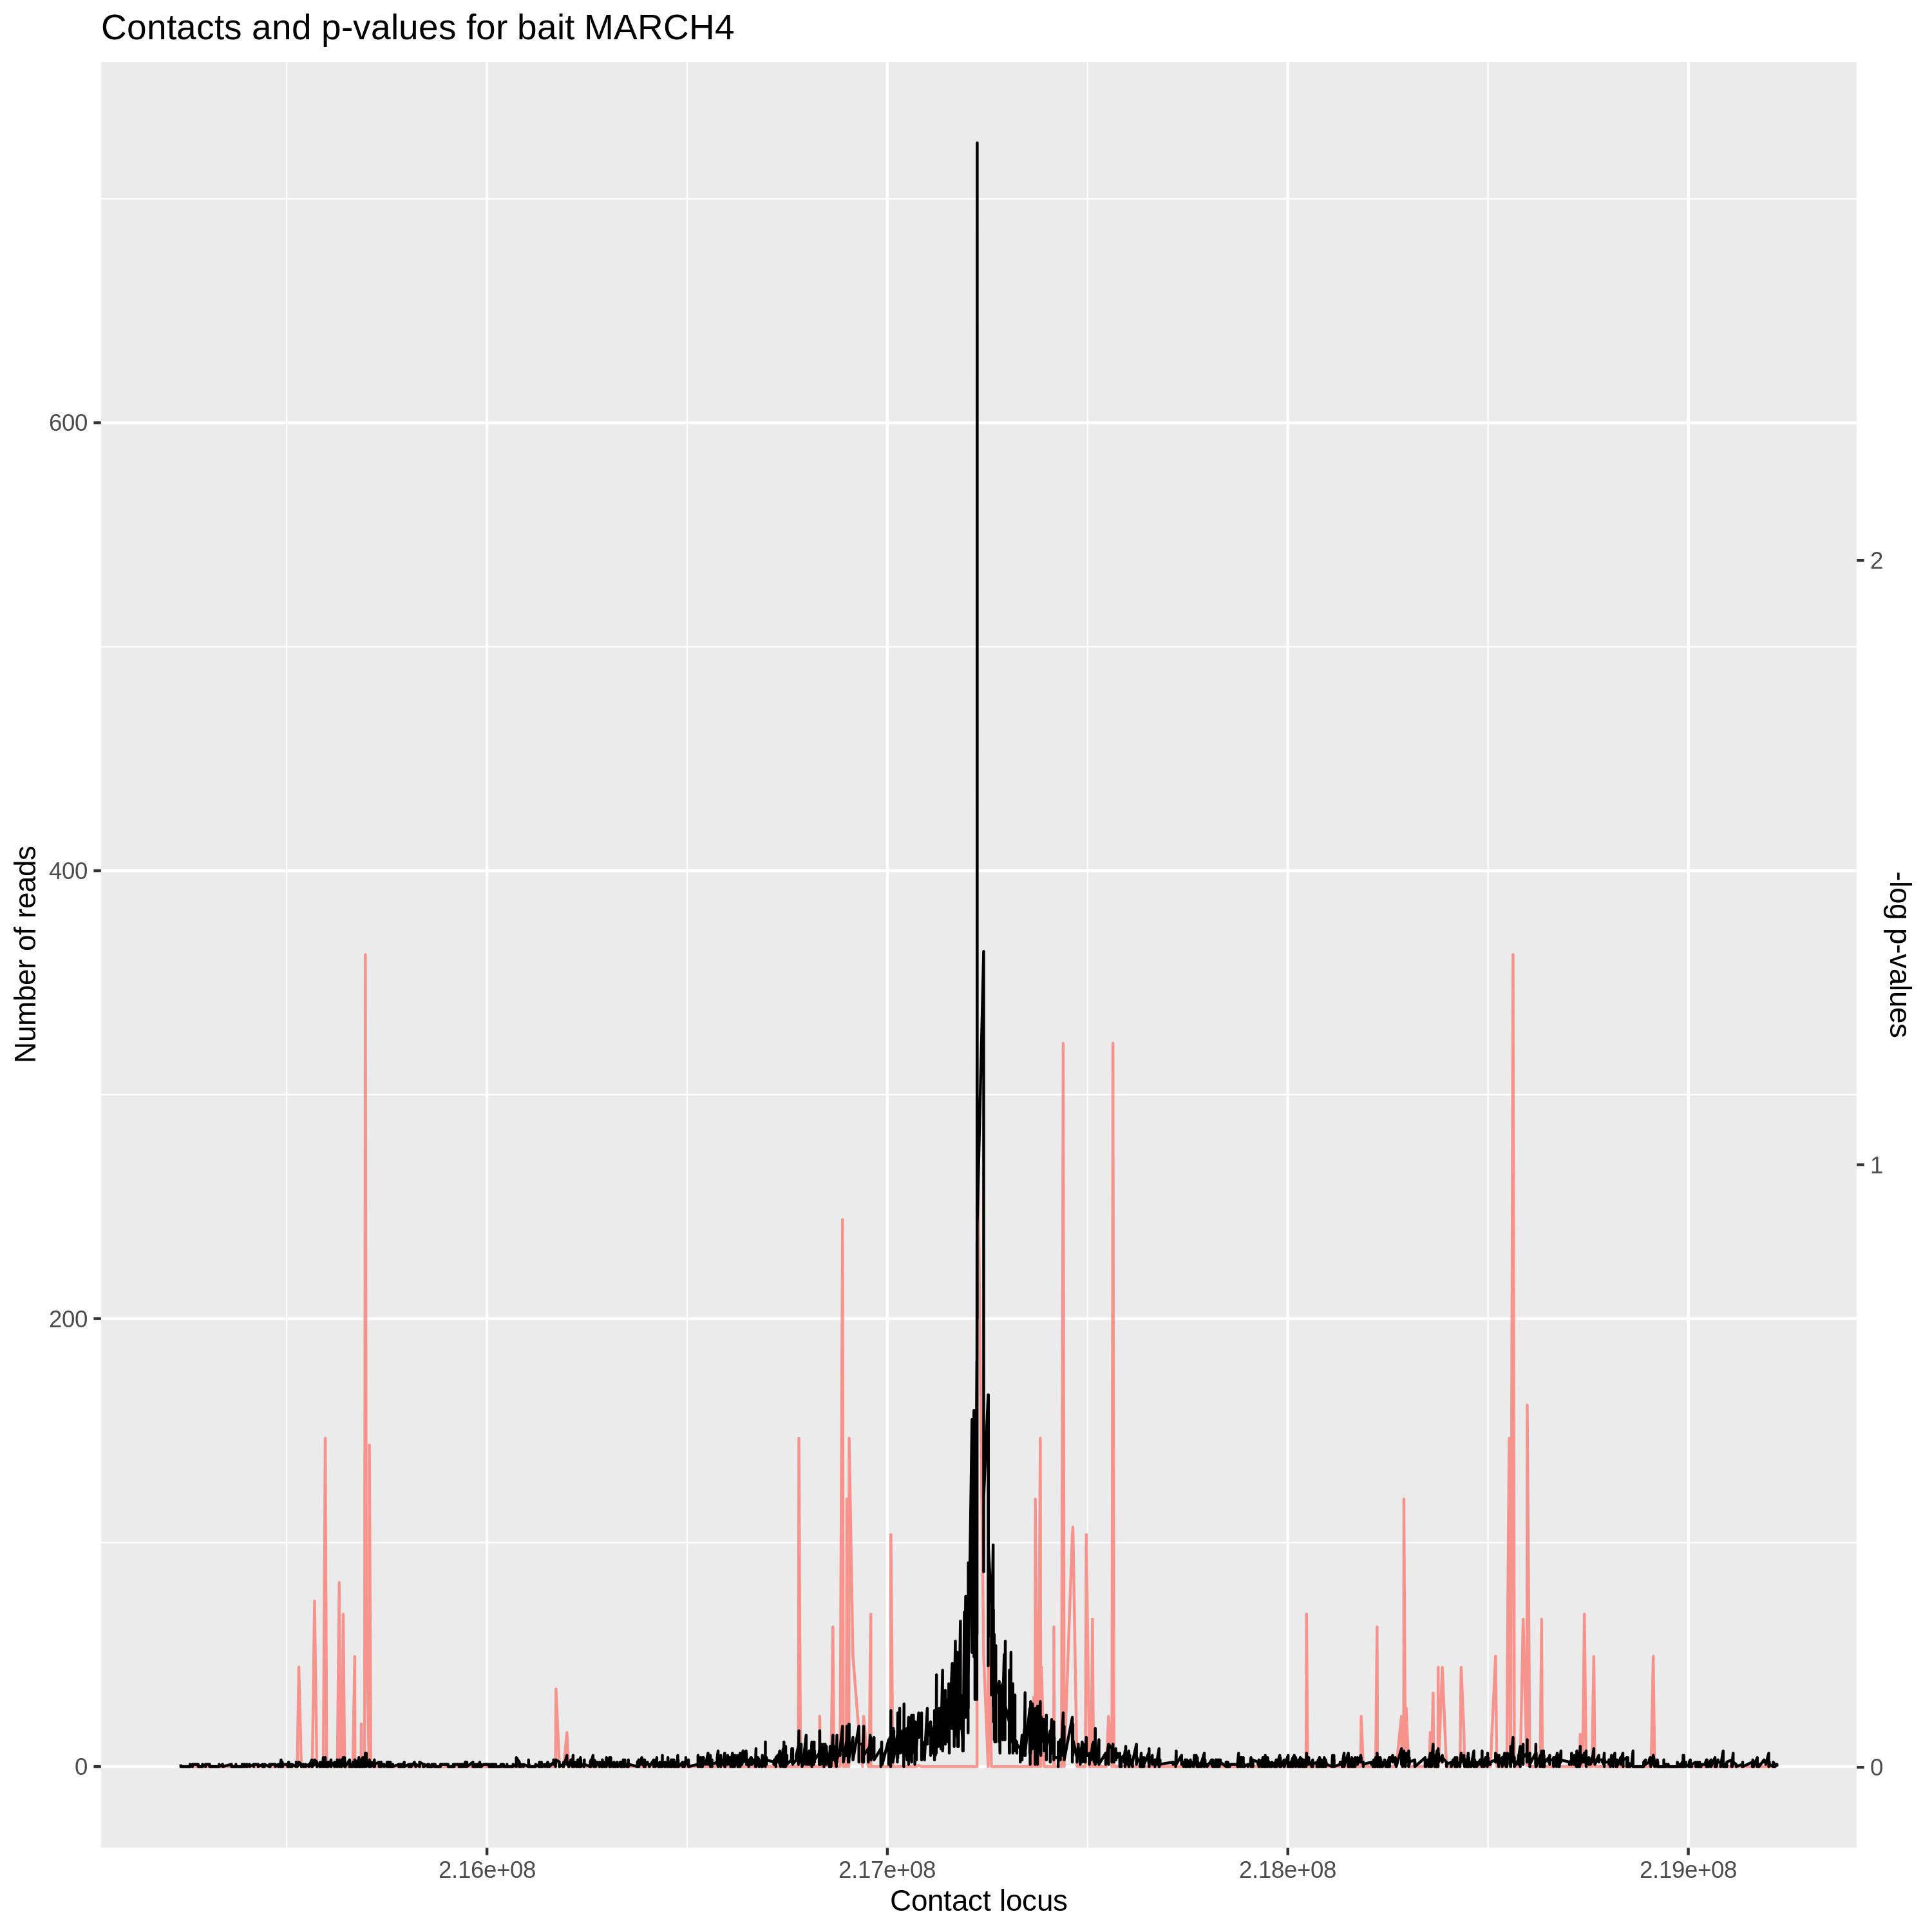 Contacts and p-values for bait MARCH4
600
400
200
0
Number of reads
2
1
0
-log p-values
2.16e+08
2.17e+08
2.18e+08
2.19e+08
Contact locus